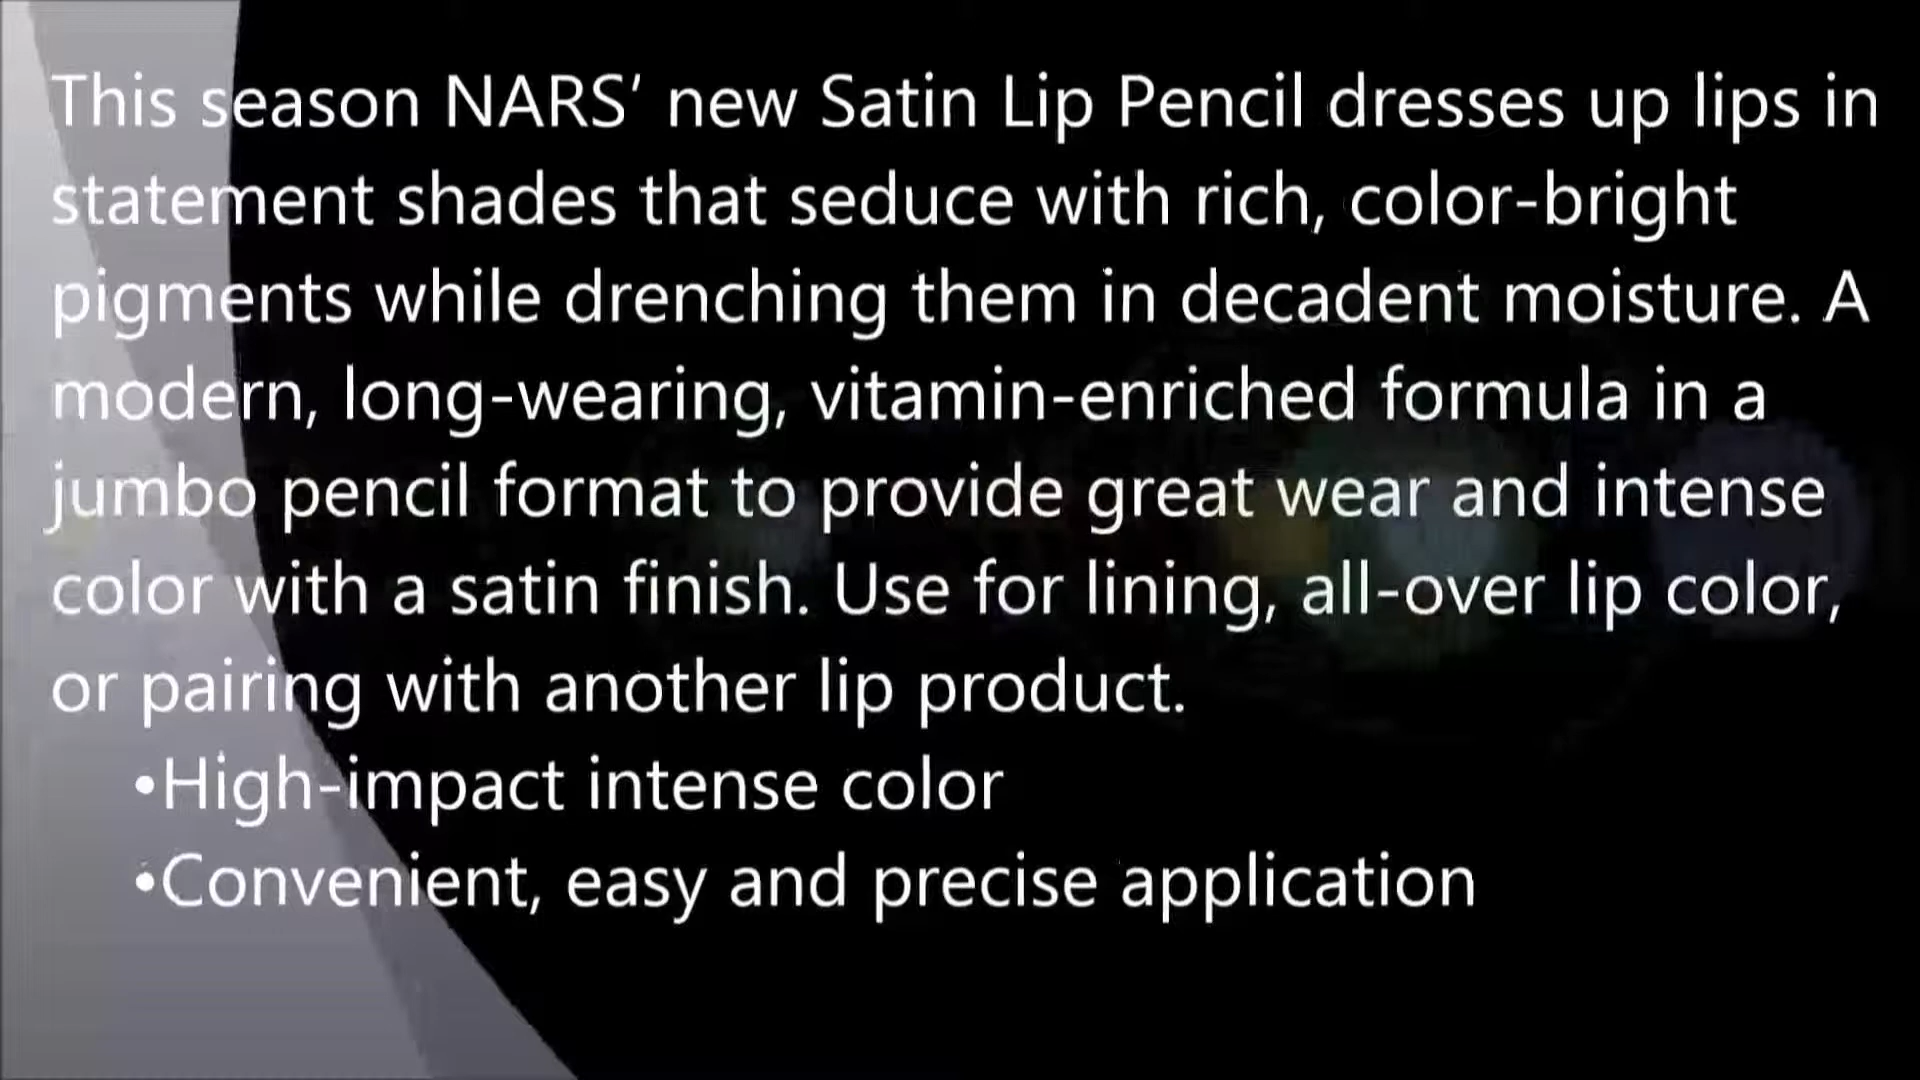 This season NARS’ new Satin Lip Pencil dresses up lips in
statement shades that seduce with rich, color-bright
pigments while drenching them in decadent moisture. A
modern, long-wearing, vitamin-enriched formula in a
jumbo pencil format to provide great wear and intense
color with a satin finish. Use for lining, all-over lip color,
or pairing with another lip product.
•High-impact intense color
•Convenient, easy and precise application